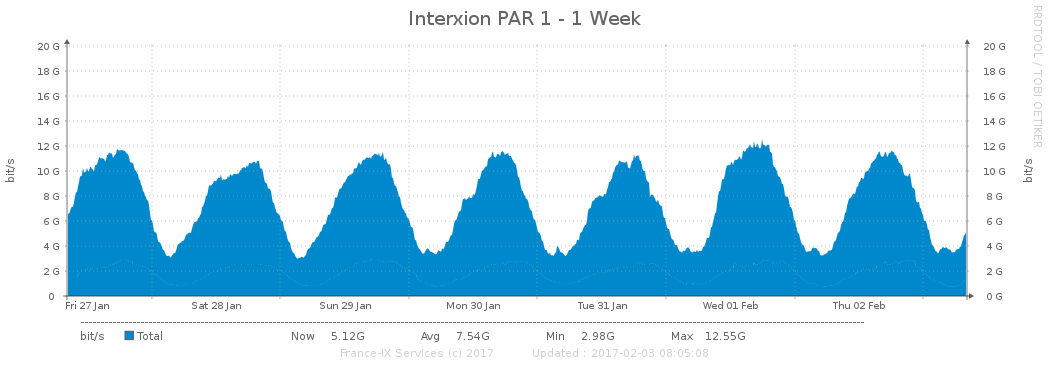 Interxion PAR 1 - 1 Week
RRDTOOL / TOBI OETIKER
bit/s
20 G 20 G
18 G 18 G
16 G 16 G
14 G 14 G
12 G 12 G
10 G 10 G
8 G 8 G
6 G 6 G
4 G 4 G
2 G 2 G
0 0 G
bit/s
Fri 27 Jan Sat 28 Jan Sun 29 Jan Mon 30 Jan Tue 31 Jan Wed 01 Feb Thu 02 Feb
bit/s Total Now 5.12G Avg 7.54G Min 2.98G Max 12.55G
France-IX Services (c) 2017 Updated : 2017-02-03 08:05:08